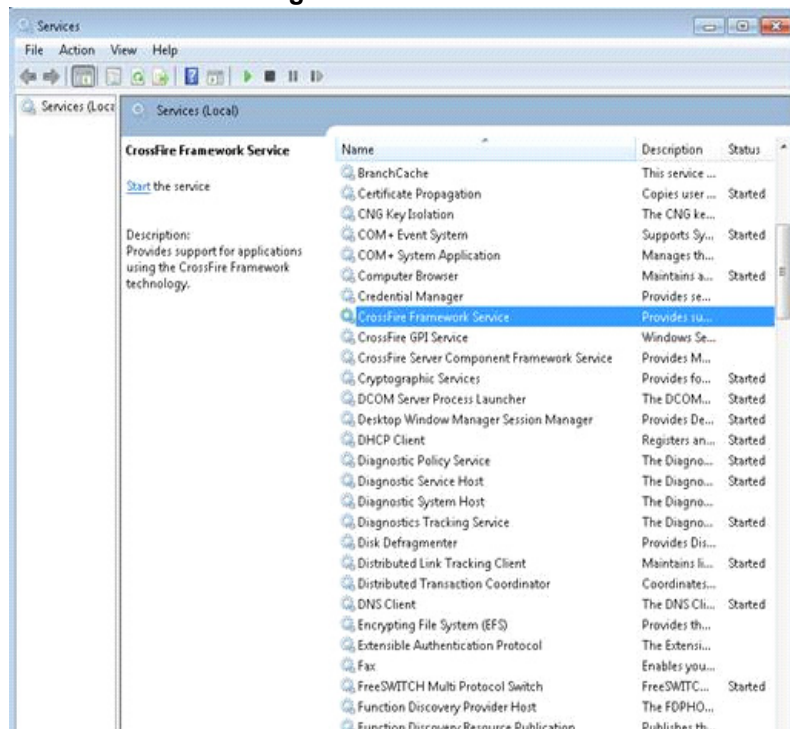 Services
File Action View Help
Services (Loca
Services (Local)
CrossFire Framework Service
Start the service
Description:
Provides support for applications
using the CrossFire Framework
technology.
Name Description Status
BranchCache This service ...
Certificate Propagation Copies user ... Started
CNG Key Isolation The CNG ke...
COM+ Event System Supports Sy... Started
COM+ System Application Manages th...
Computer Browser Maintains a... Started
Credential Manager Provides se...
CrossFire Framework Service Provides su...
CrossFire GPI Service Windows Se...
CrossFire Server Component Framework Service Provides M...
Cryptographic Services Provides fo... Started
DCOM Server Process Launcher The DCOM... Started
Desktop Window Manager Session Manager Provides De... Started
DHCP Client Registers an... Started
Diagnostic Policy Service The Diagno... Started
Diagnostic Service Host The Diagno... Started
Diagnostic System Host The Diagno...
Diagnostics Tracking Service The Diagno... Started
Disk Defragmenter Provides Dis...
Distributed Link Tracking Client Maintains li... Started
Distributed Transaction Coordinator Coordinates...
DNS Client The DNS Cli... Started
Encrypting File System (EFS) Provides th...
Extensible Authentication Protocol The Extensi...
Fax Enables you...
FreeSWITCH Multi Protocol Switch FreeSWITC... Started
Function Discovery Provider Host The FDPHO...
Function Discovery Resource Publication Publishes th...